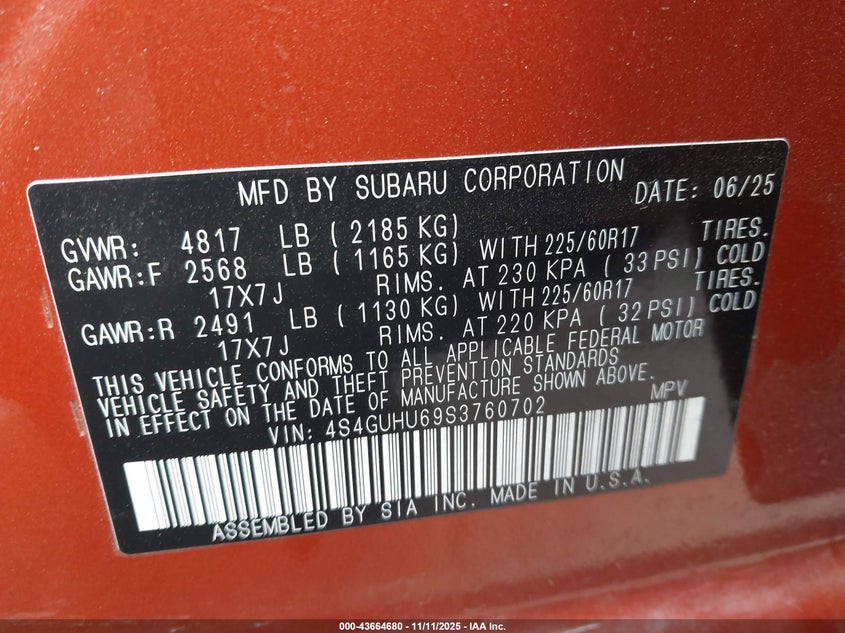 MFD BY SUBARU CORPORATION DATE: 06/25
GVWR: 4817 LB ( 2185 KG)
GAWR:F 2568 LB ( 1165 KG) WITH 225/60R17 TIRES.
17X7J RIMS. AT 230 KPA ( 33 PSI) COLD
GAWR:R 2491 LB ( 1130 KG) WITH 225/60R17 TIRES.
17X7J RIMS. AT 220 KPA ( 32 PSI) COLD
THIS VEHICLE CONFORMS TO ALL APPLICABLE FEDERAL MOTOR
VEHICLE SAFETY AND THEFT PREVENTION STANDARDS
IN EFFECT ON THE DATE OF MANUFACTURE SHOWN ABOVE.
VIN: 4S4GUHU69S3760702 MPV
ASSEMBLED BY SIA INC. MADE IN U.S.A.
000-43664680 - 11/11/2025 - IAA Inc.